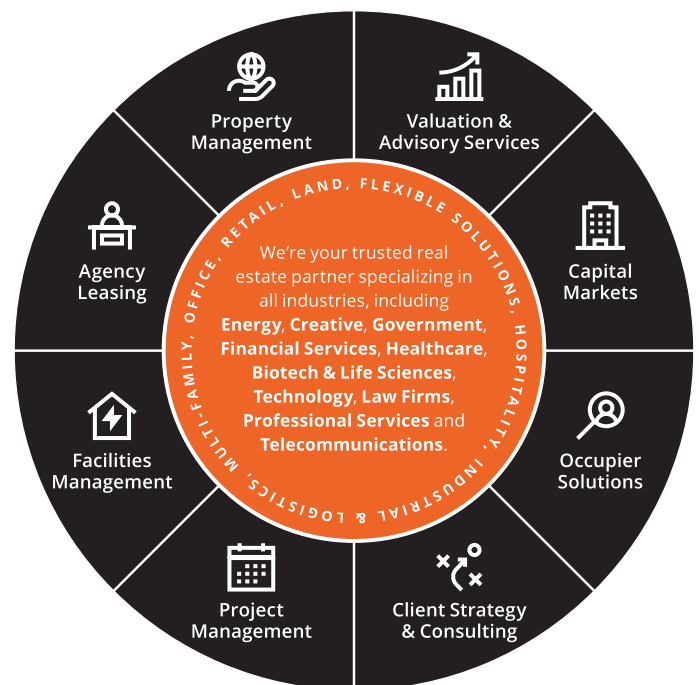 Property
Management
Valuation &
Advisory Services
Agency
Leasing
Capital
Markets
OFFICE, RETAIL, LAND, FLEXIBLE SOLUTIONS, HOSPITALITY, INDUSTRIAL & LOGISTICS, MULTI-FAMILY,
We’re your trusted real
estate partner specializing in
all industries, including
Energy, Creative, Government,
Financial Services, Healthcare,
Biotech & Life Sciences,
Technology, Law Firms,
Professional Services and
Telecommunications.
Facilities
Management
Occupier
Solutions
Project
Management
Client Strategy
& Consulting